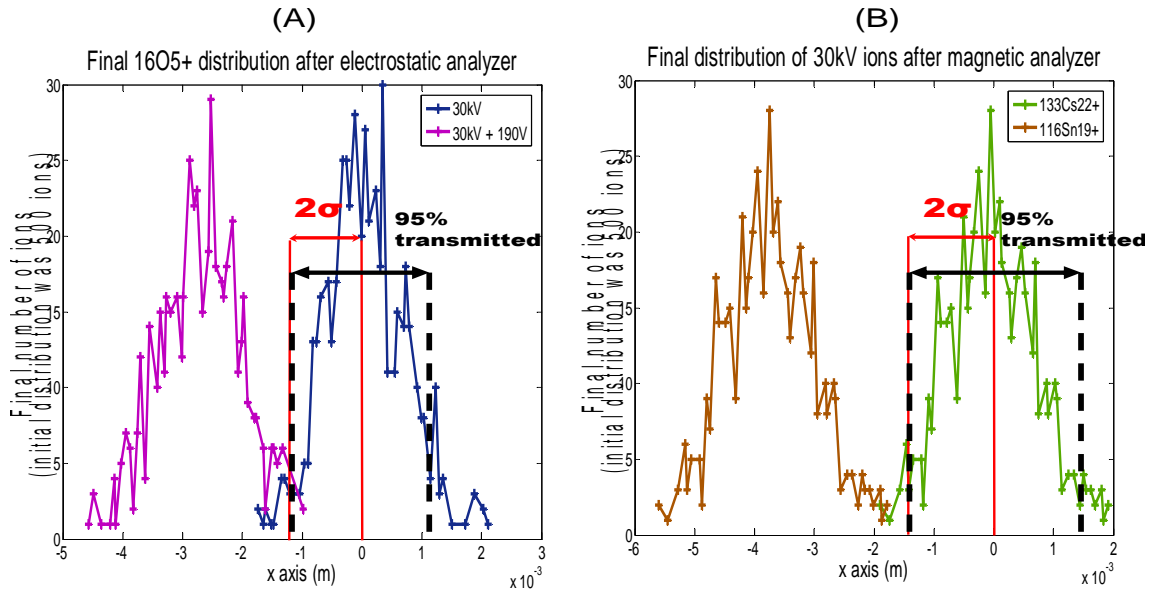 (A)
Final 16O5+ distribution after electrostatic analyzer
Final number of ions
(initial distribution was 500 ions)
30
25
20
15
10
5
0
30kV
30kV + 190V
2σ
95%
transmitted
-5
-4
-3
-2
-1
0
1
2
3
x axis (m)
x 10⁻³
(B)
Final distribution of 30kV ions after magnetic analyzer
Final number of ions
(initial distribution was 500 ions)
30
25
20
15
10
5
0
133Cs22+
116Sn19+
2σ
95%
transmitted
-6
-5
-4
-3
-2
-1
0
1
2
x axis (m)
x 10⁻³